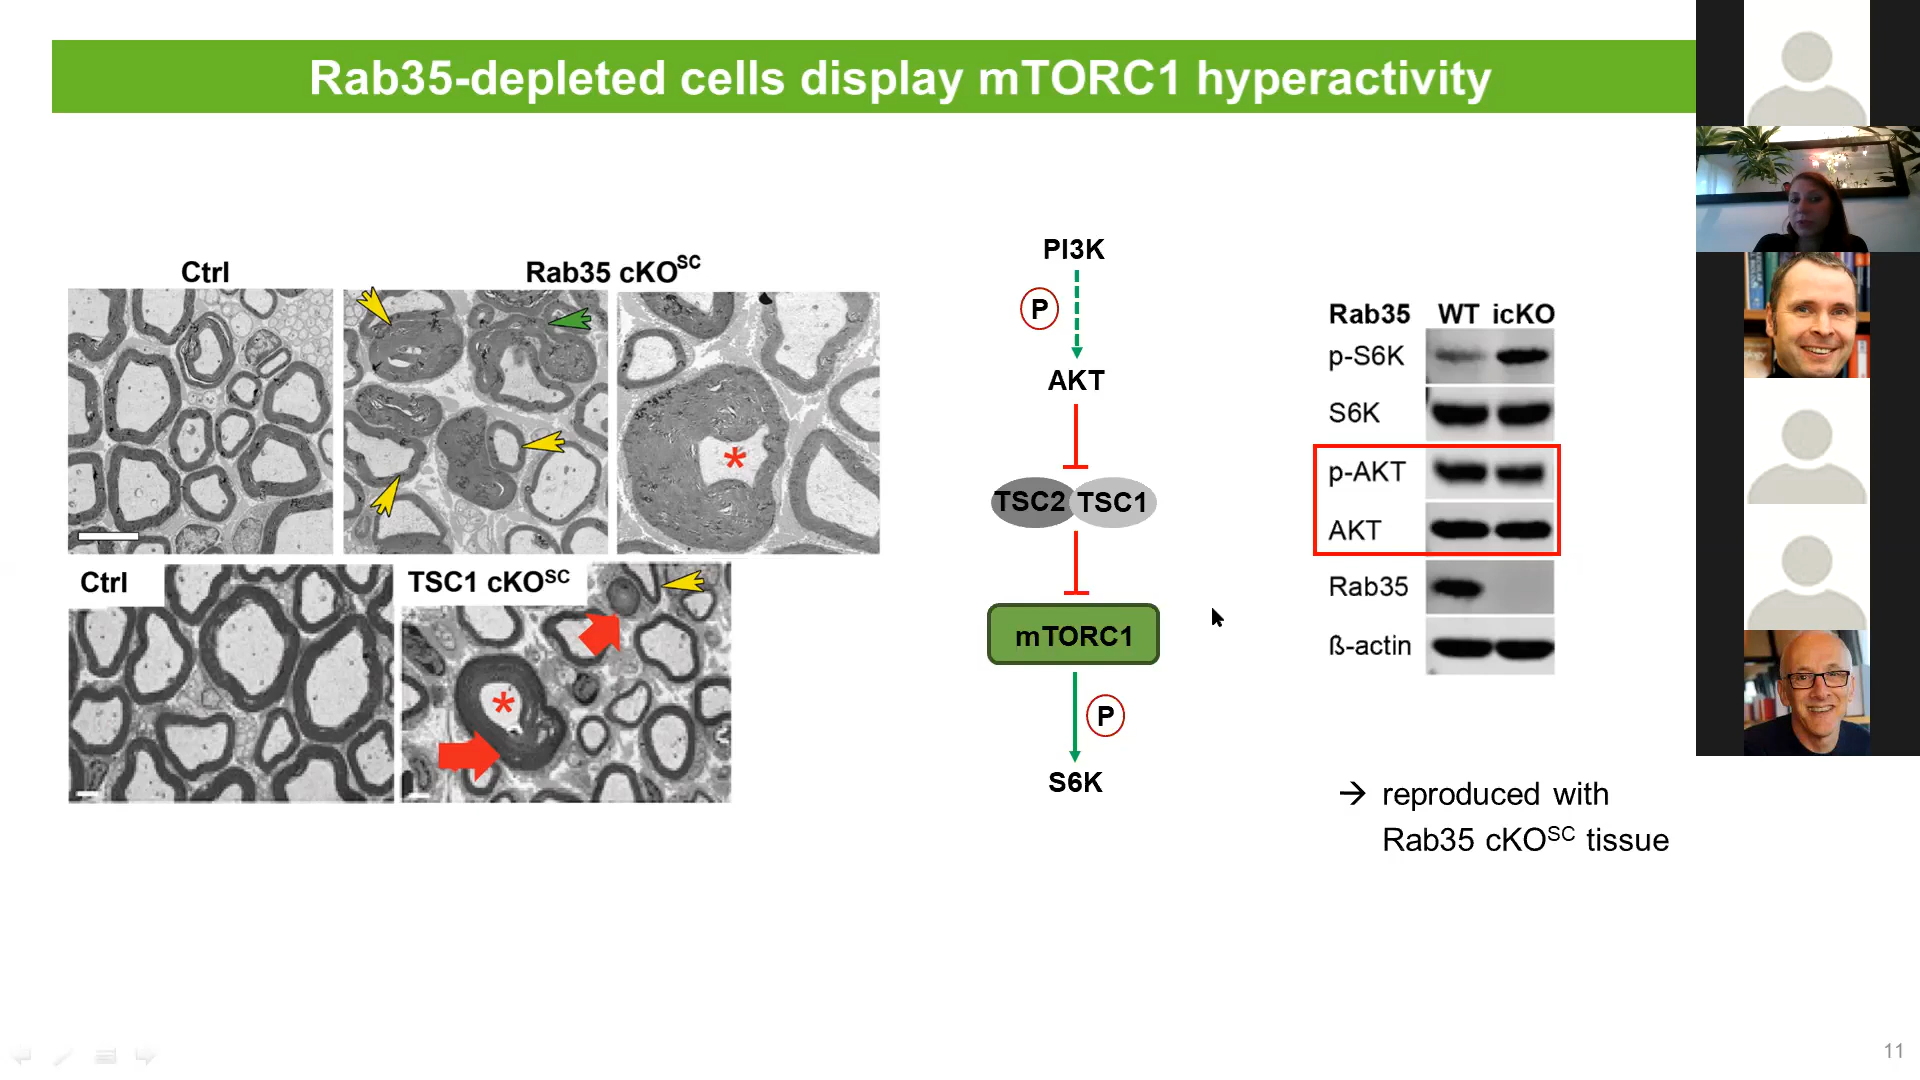 Rab35-depleted cells display mTORC1 hyperactivity
Ctrl
Rab35 cKOSC
*
Ctrl
TSC1 cKOSC
*
PI3K
P
AKT
TSC2 TSC1
mTORC1
P
S6K
Rab35 WT icKO
p-S6K
S6K
p-AKT
AKT
Rab35
ß-actin
→ reproduced with
Rab35 cKOSC tissue
11